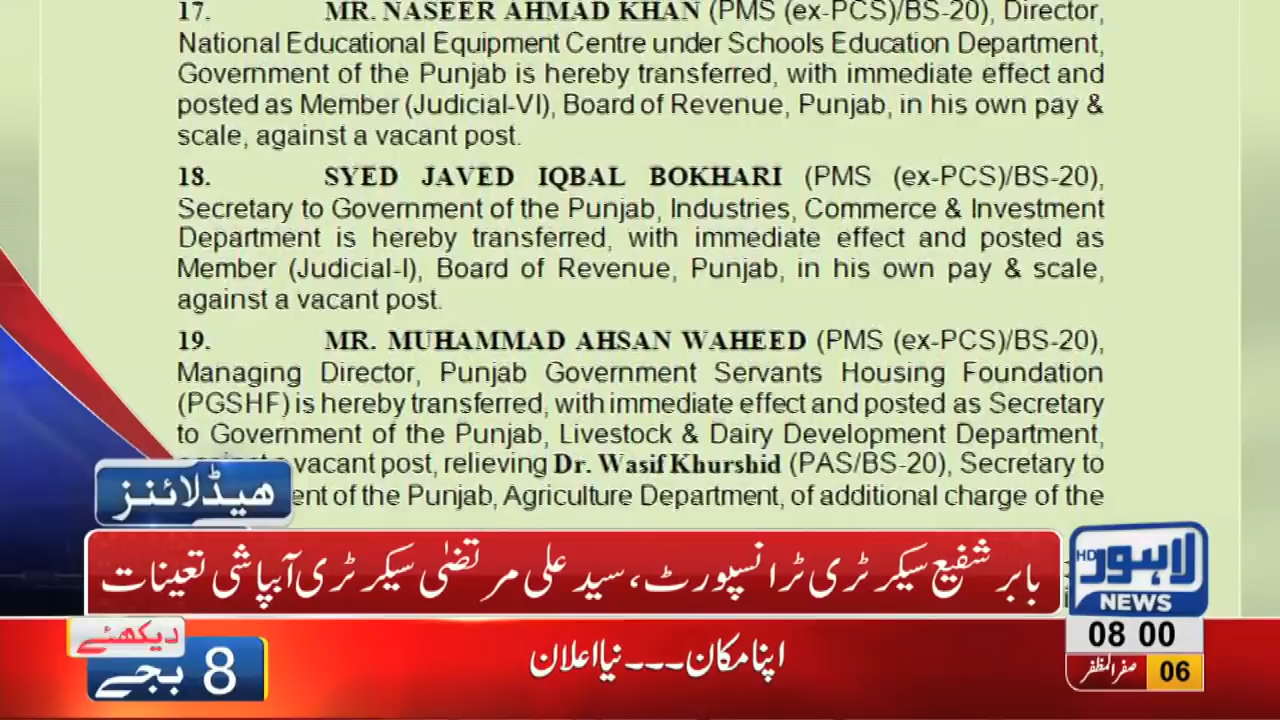 17. MR. NASEER AHMAD KHAN (PMS (ex-PCS)/BS-20), Director,
National Educational Equipment Centre under Schools Education Department,
Government of the Punjab is hereby transferred, with immediate effect and
posted as Member (Judicial-VI), Board of Revenue, Punjab, in his own pay &
scale, against a vacant post.
18. SYED JAVED IQBAL BOKHARI (PMS (ex-PCS)/BS-20),
Secretary to Government of the Punjab, Industries, Commerce & Investment
Department is hereby transferred, with immediate effect and posted as
Member (Judicial-I), Board of Revenue, Punjab, in his own pay & scale,
against a vacant post.
19. MR. MUHAMMAD AHSAN WAHEED (PMS (ex-PCS)/BS-20),
Managing Director, Punjab Government Servants Housing Foundation
(PGSHF) is hereby transferred, with immediate effect and posted as Secretary
to Government of the Punjab, Livestock & Dairy Development Department,
against a vacant post, relieving Dr. Wasif Khurshid (PAS/BS-20), Secretary to
ent of the Punjab, Agriculture Department, of additional charge of the
ہیڈلائنز
بابر شفیع سیکرٹری ٹرانسپورٹ، سید علی مرتضیٰ سیکرٹری آبپاشی تعینات
لاہور HD
NEWS
08 00
06 صفر المظفر
دیکھئے
8 بجے
اپنا مکان۔۔۔ نیا اعلان